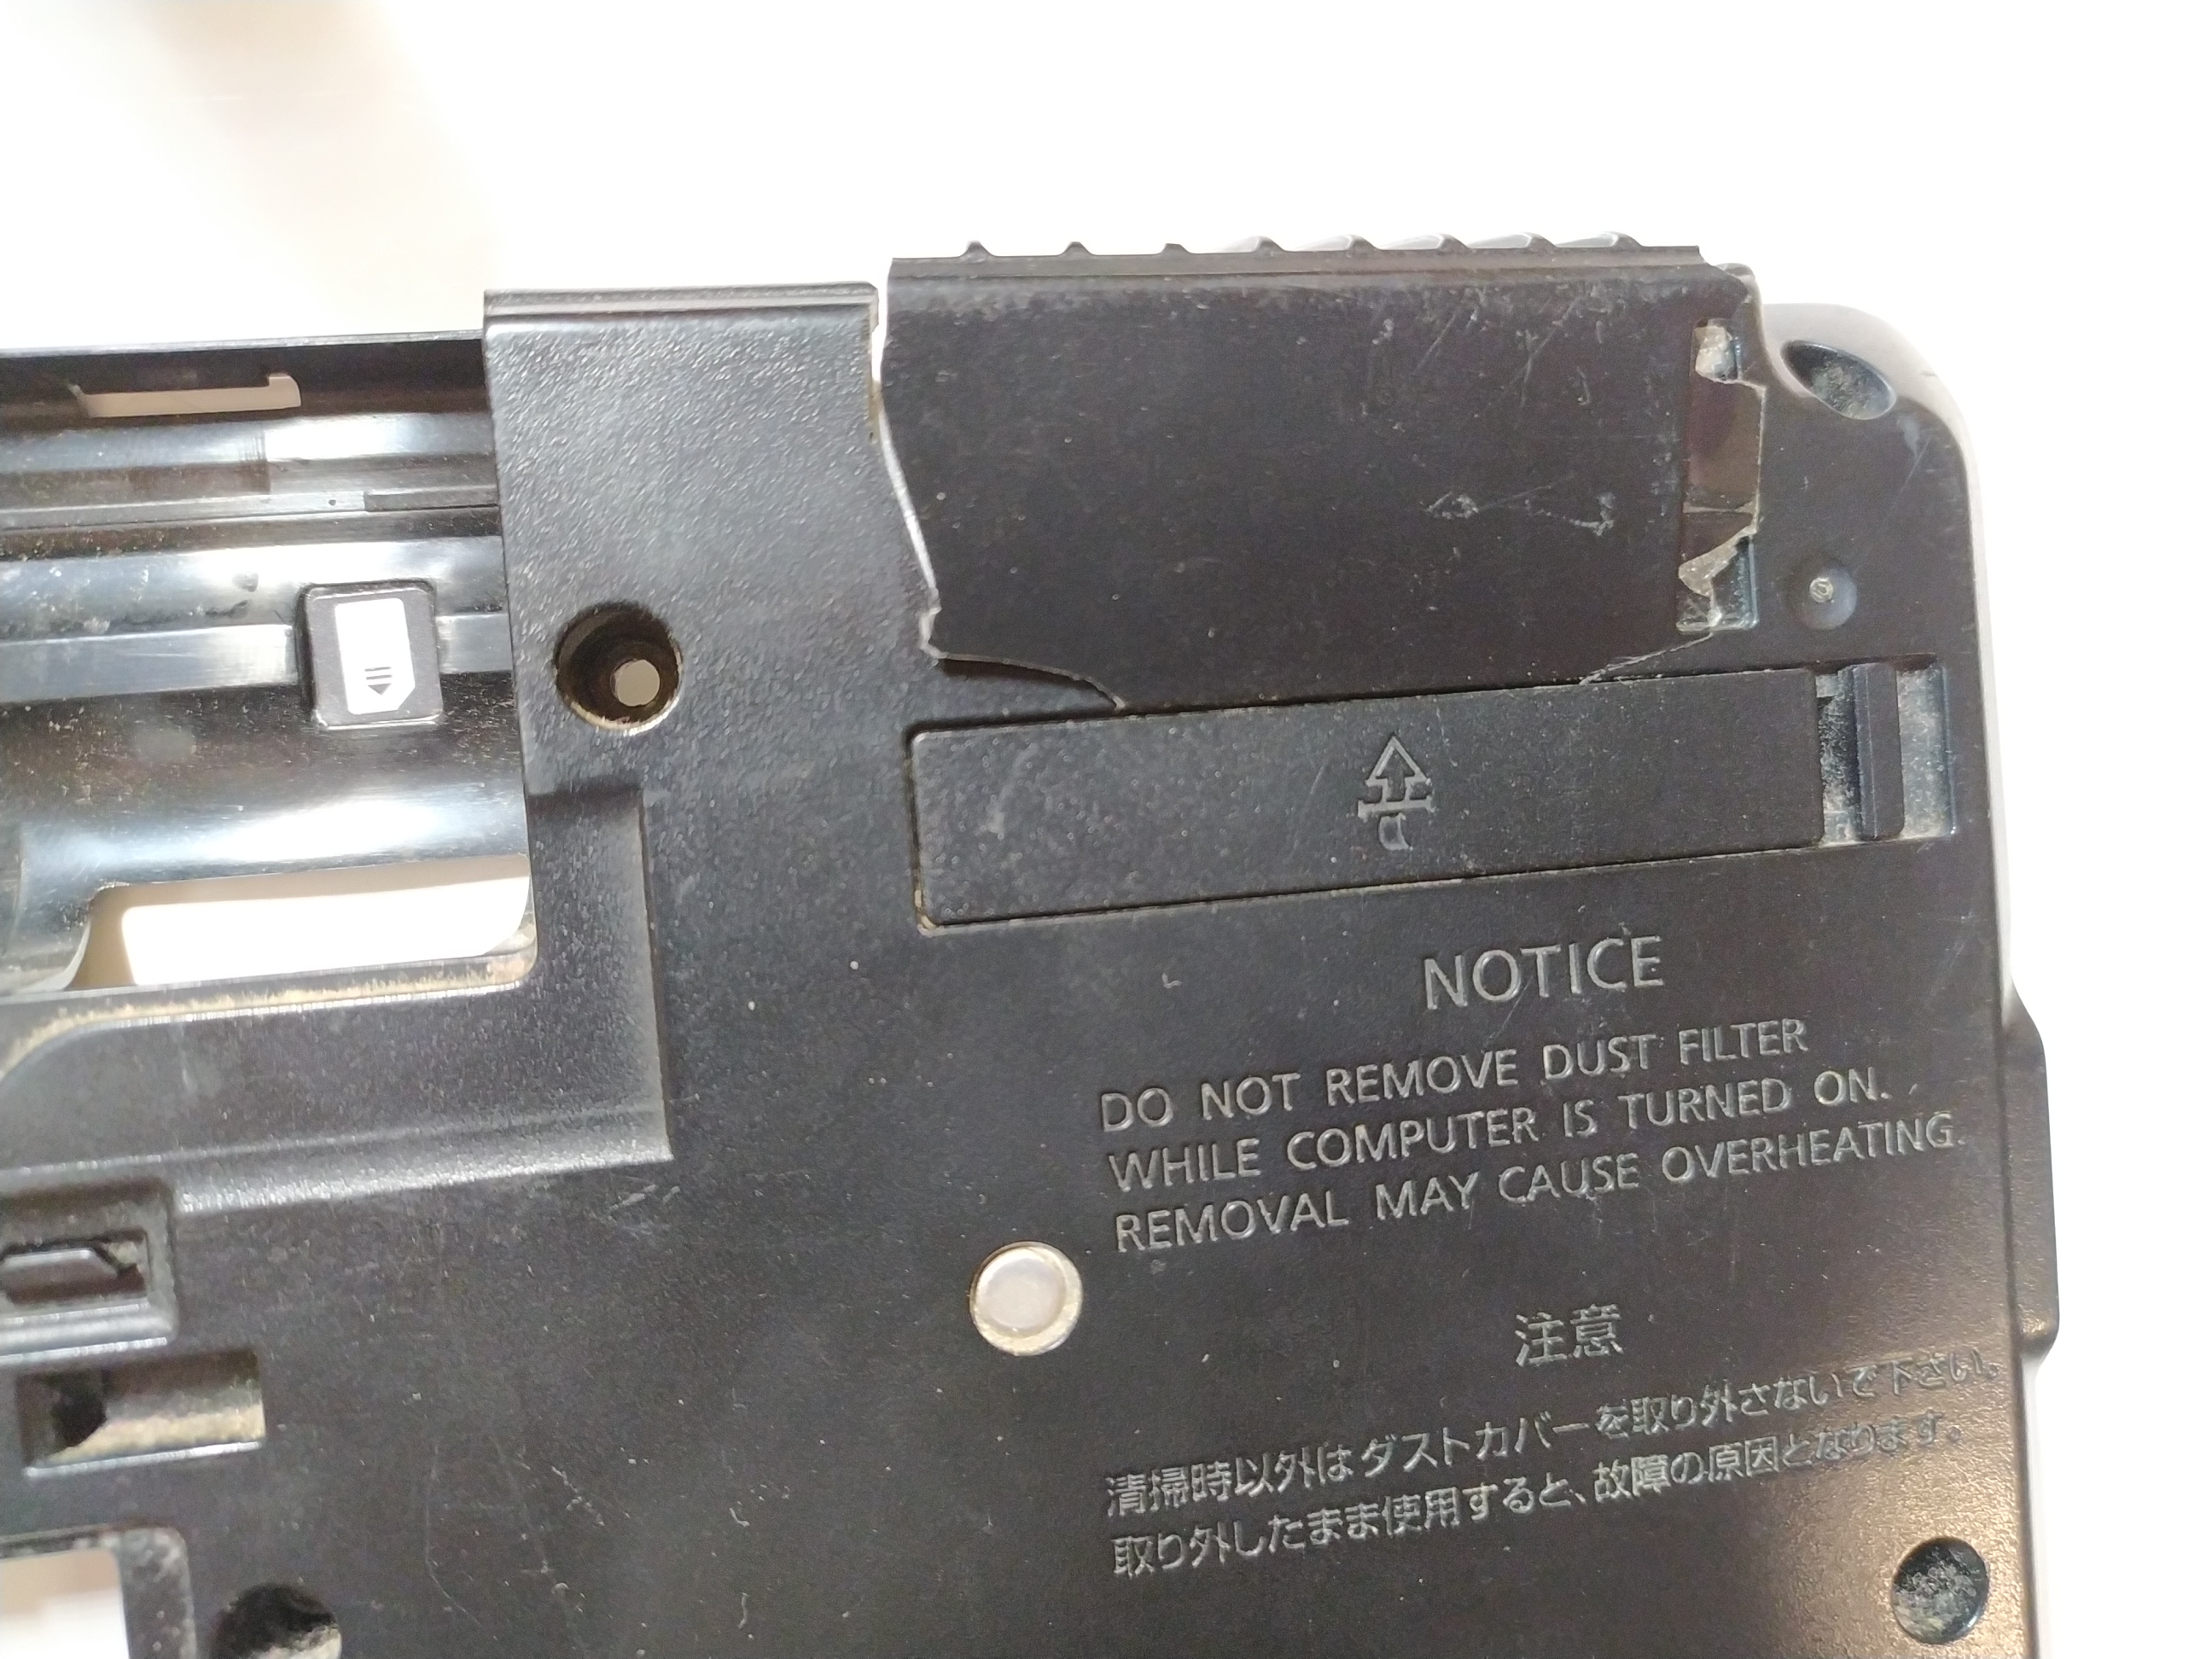 NOTICE
DO NOT REMOVE DUST FILTER
WHILE COMPUTER IS TURNED ON.
REMOVAL MAY CAUSE OVERHEATING.
注意
清掃時以外はダストカバーを取り外さないで下さい。
取り外したまま使用すると、故障の原因となります。